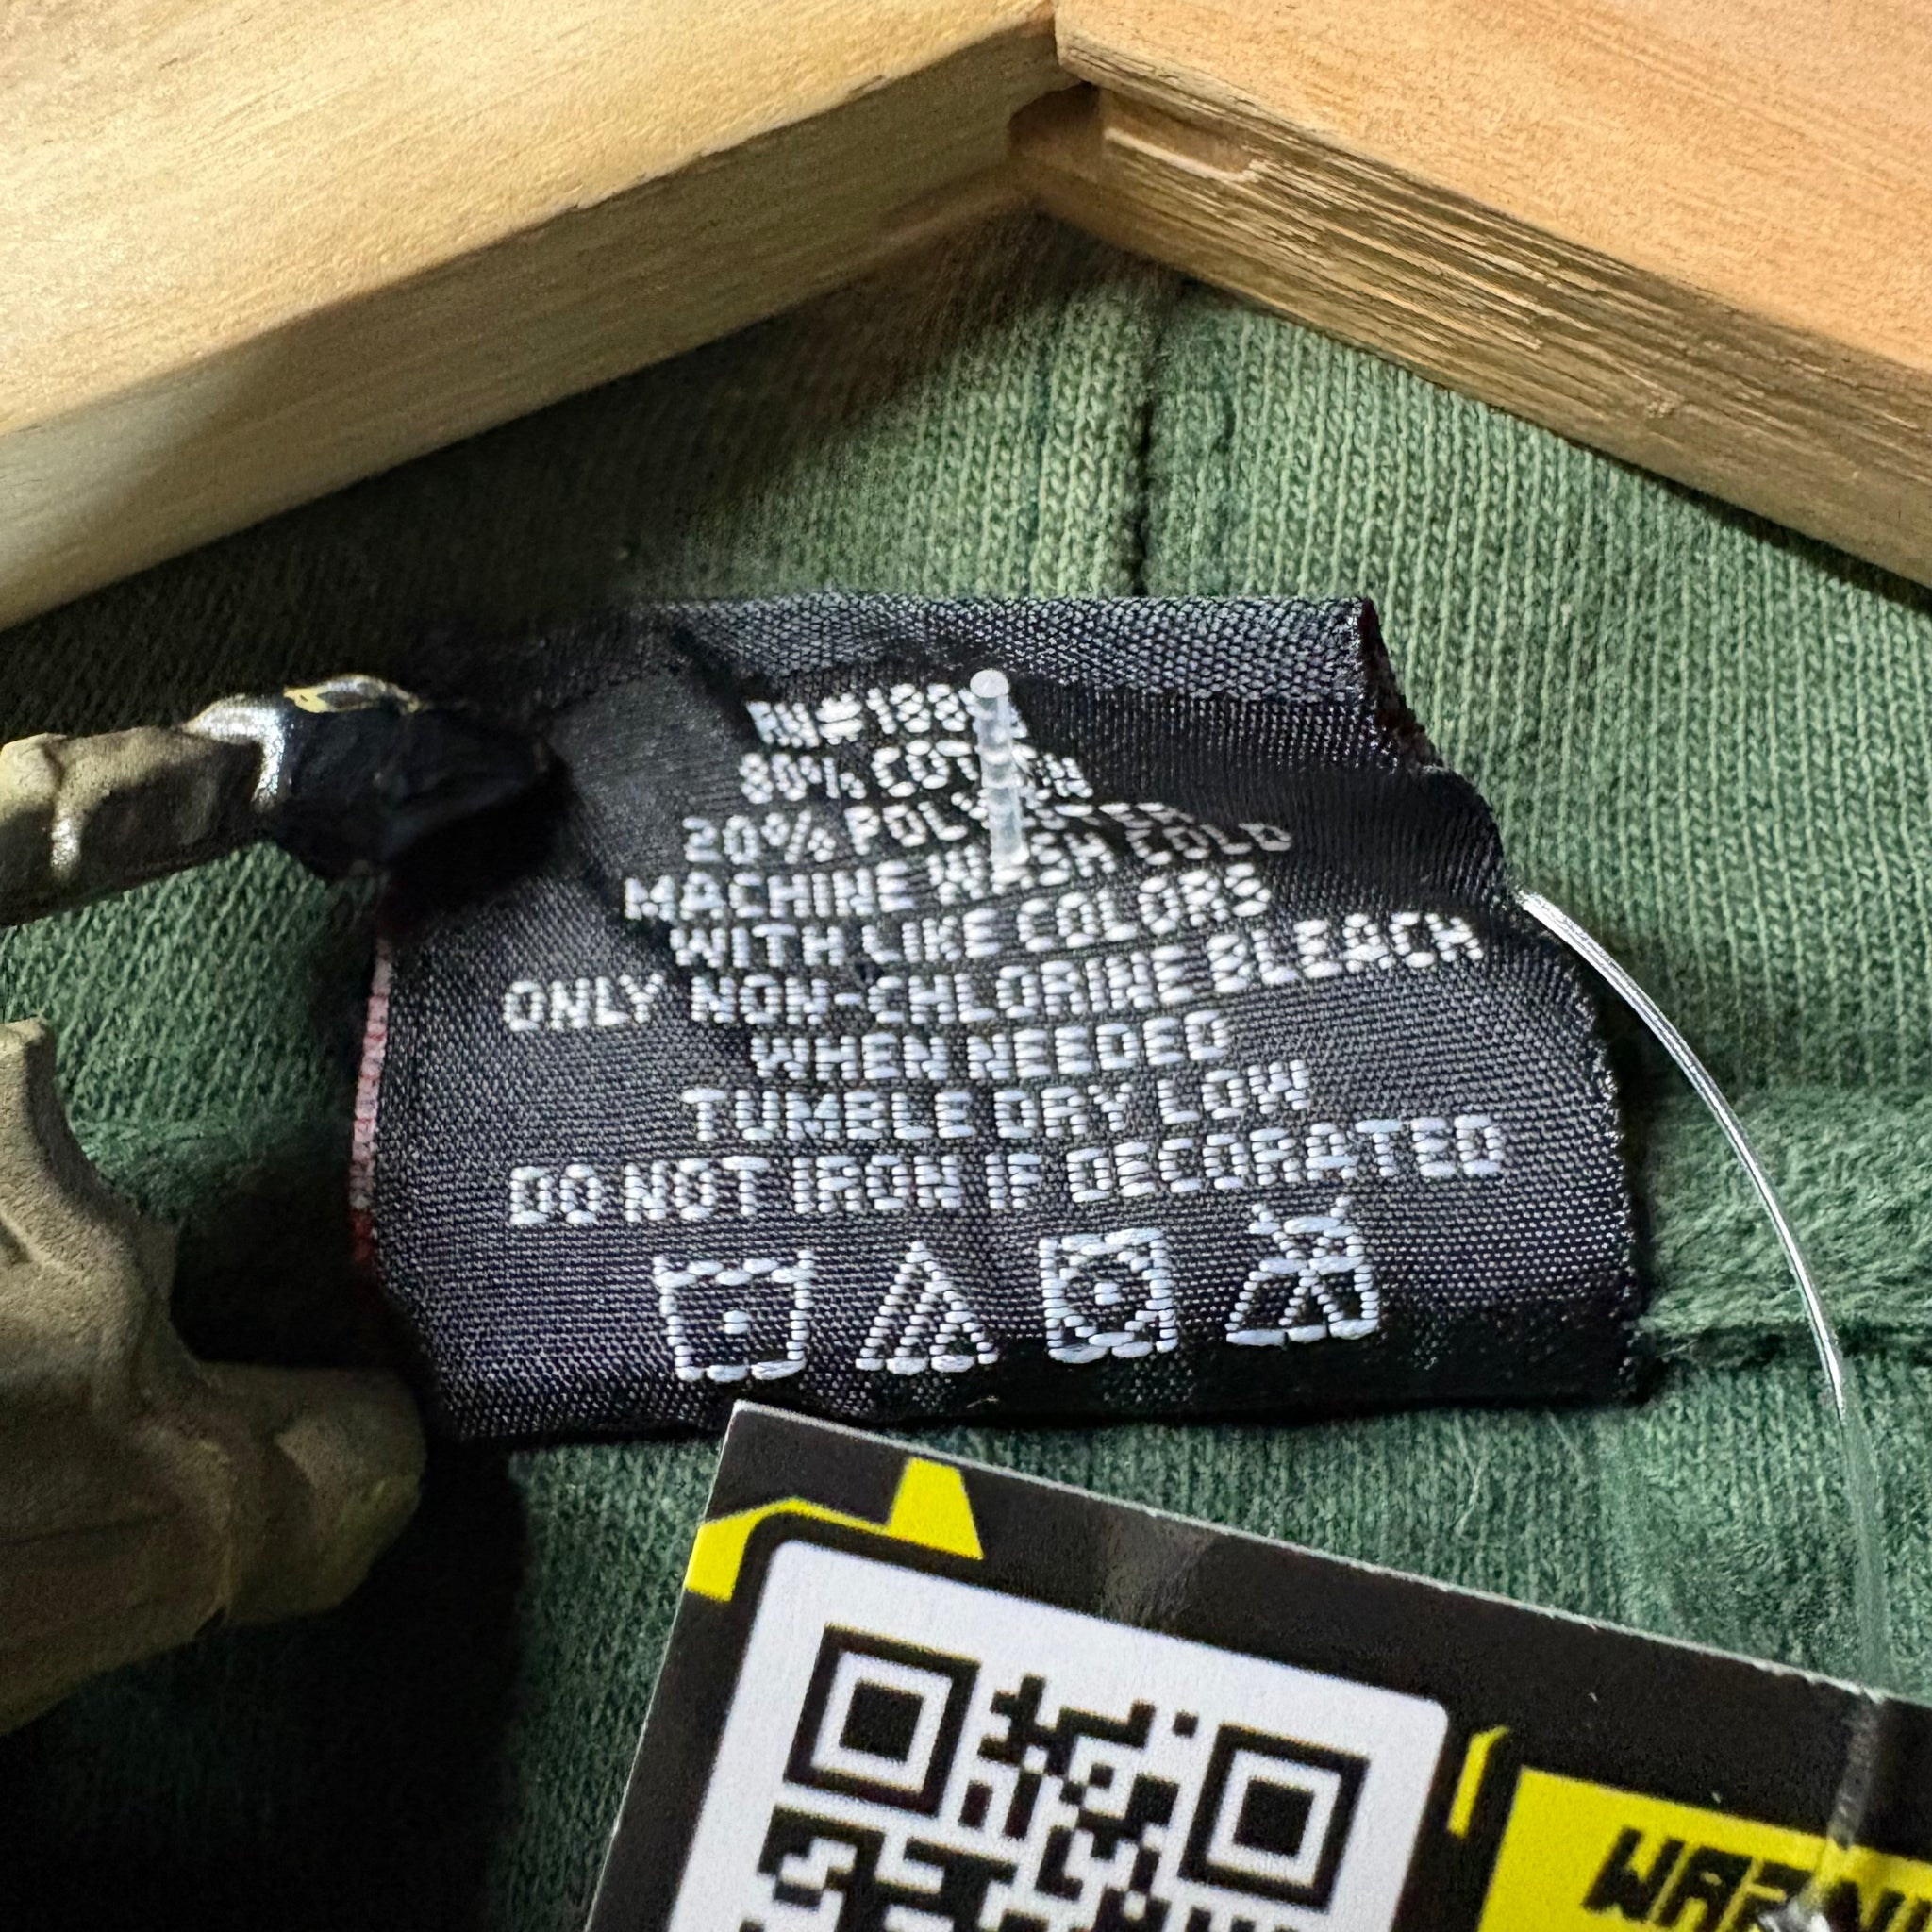 80% COTTON
20% POLYESTER
MACHINE WASH COLD
WITH LIKE COLORS
ONLY NON-CHLORINE BLEACH
WHEN NEEDED
TUMBLE DRY LOW
DO NOT IRON IF DECORATED